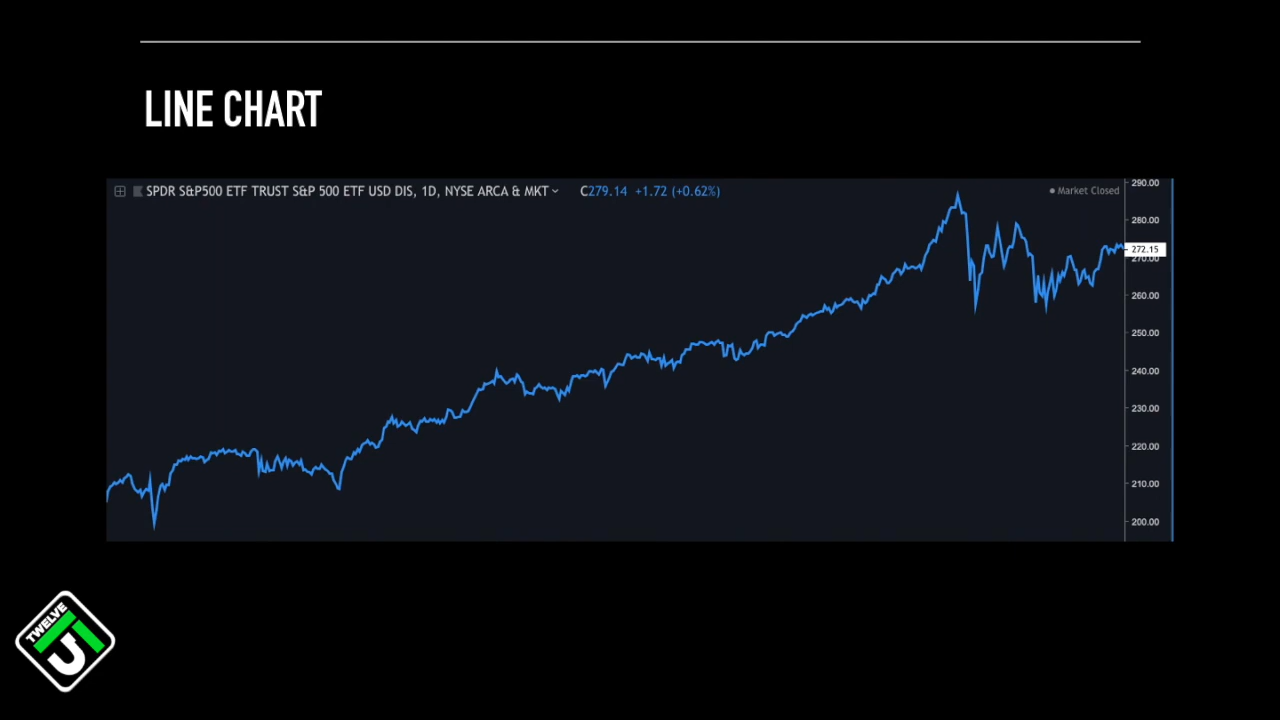 LINE CHART
SPDR S&P500 ETF TRUST S&P 500 ETF USD DIS, 1D, NYSE ARCA & MKT C279.14 +1.72 (+0.62%)
Market Closed
290.00
280.00
272.15
270.00
260.00
250.00
240.00
230.00
220.00
210.00
200.00
TWELVE